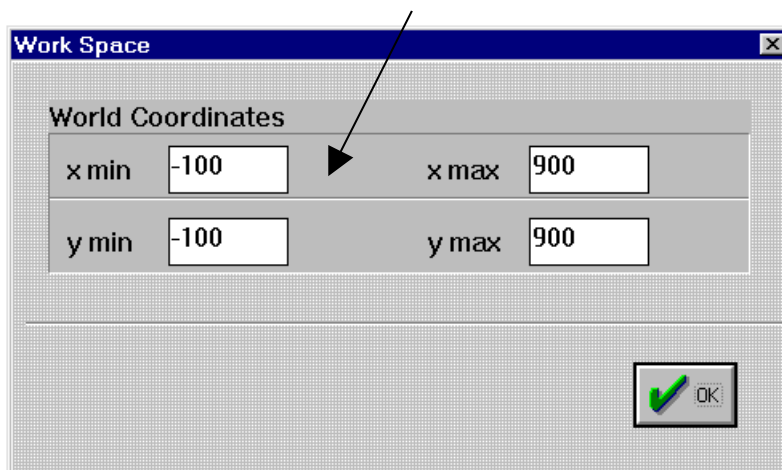 Work Space
World Coordinates
x min -100 x max 900
y min -100 y max 900
OK